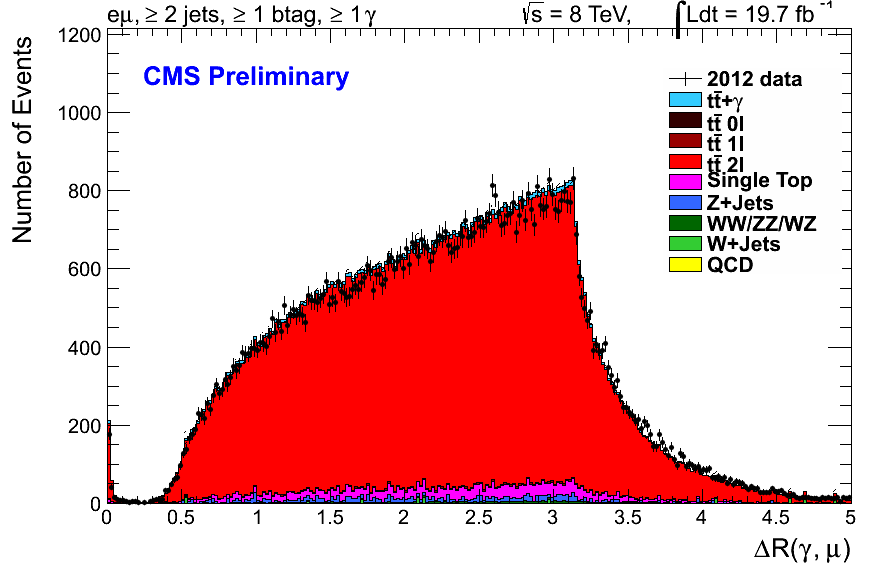 eμ, ≥ 2 jets, ≥ 1 btag, ≥ 1 γ
√s = 8 TeV, ∫Ldt = 19.7 fb⁻¹
CMS Preliminary
2012 data
tt̄+γ
tt̄ 0l
tt̄ 1l
tt̄ 2l
Single Top
Z+Jets
WW/ZZ/WZ
W+Jets
QCD
Number of Events
1200
1000
800
600
400
200
0
0 0.5 1 1.5 2 2.5 3 3.5 4 4.5 5
ΔR(γ, μ)